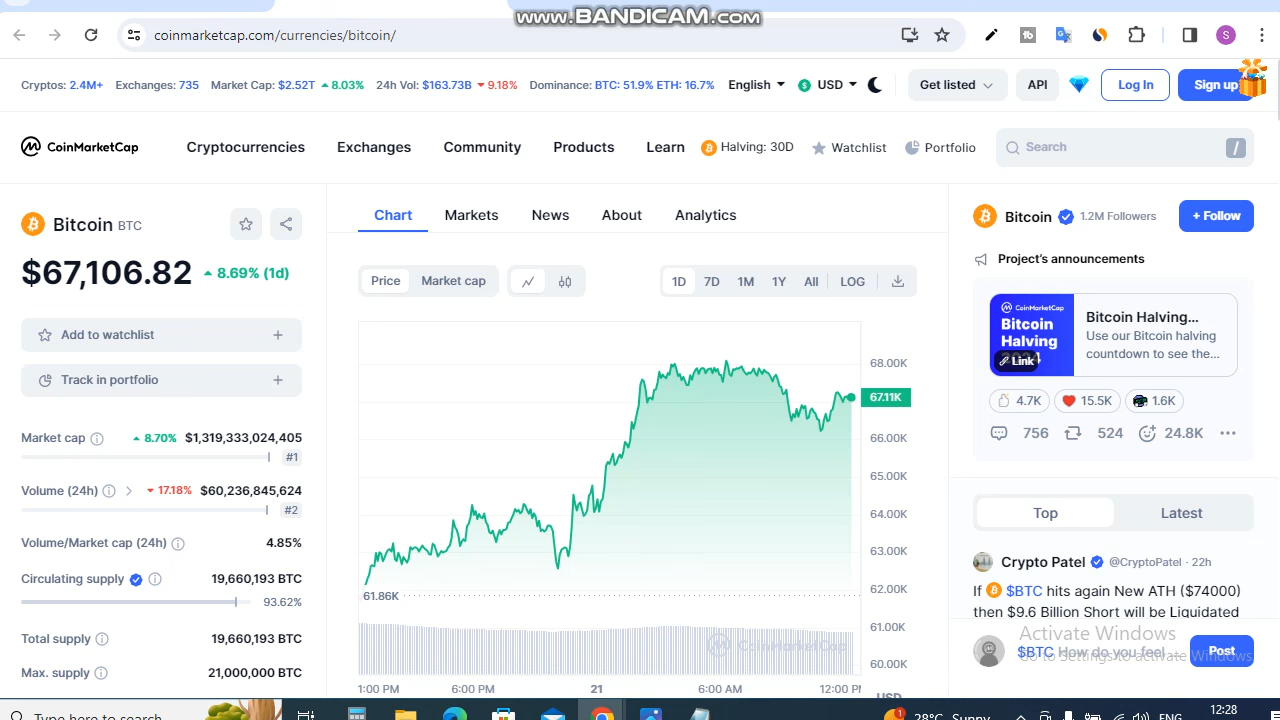 www.BANDICAM.com
coinmarketcap.com/currencies/bitcoin/
S
Cryptos: 2.4M+ Exchanges: 735 Market Cap: $2.52T 8.03% 24h Vol: $163.73B 9.18% Dominance: BTC: 51.9% ETH: 16.7% English USD Get listed API Log In Sign up
CoinMarketCap Cryptocurrencies Exchanges Community Products Learn Halving: 30D Watchlist Portfolio Search /
Bitcoin BTC
$67,106.82 8.69% (1d)
Add to watchlist +
Track in portfolio +
Market cap 8.70% $1,319,333,024,405
#1
Volume (24h) 17.18% $60,236,845,624
#2
Volume/Market cap (24h) 4.85%
Circulating supply 19,660,193 BTC
93.62%
Total supply 19,660,193 BTC
Max. supply 21,000,000 BTC
Chart Markets News About Analytics
Price Market cap 1D 7D 1M 1Y All LOG
68.00K
67.11K
66.00K
65.00K
64.00K
63.00K
62.00K
61.86K
61.00K
60.00K
CoinMarketCap
1:00 PM 6:00 PM 21 6:00 AM 12:00 PM
USD
Bitcoin 1.2M Followers + Follow
Project's announcements
CoinMarketCap
Bitcoin
Halving
Link
Bitcoin Halving...
Use our Bitcoin halving
countdown to see the...
4.7K 15.5K 1.6K
756 524 24.8K
Top Latest
Crypto Patel @CryptoPatel · 22h
If $BTC hits again New ATH ($74000)
then $9.6 Billion Short will be Liquidated
$BTC How do you feel Post
Activate Windows
Go to Settings to activate Windows.
Type here to search
1
28°C Sunny
ENG
12:28